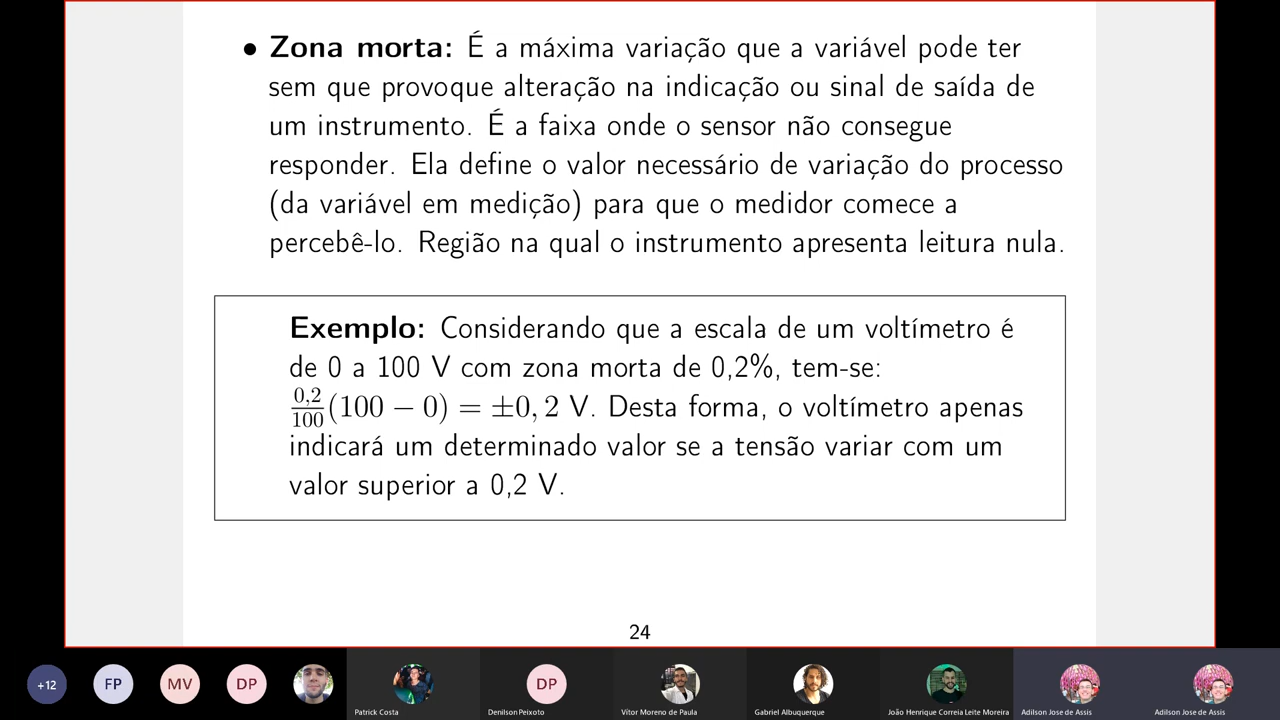 • Zona morta: É a máxima variação que a variável pode ter
sem que provoque alteração na indicação ou sinal de saída de
um instrumento. É a faixa onde o sensor não consegue
responder. Ela define o valor necessário de variação do processo
(da variável em medição) para que o medidor comece a
percebê-lo. Região na qual o instrumento apresenta leitura nula.
Exemplo: Considerando que a escala de um voltímetro é
de 0 a 100 V com zona morta de 0,2%, tem-se:
0,2/100 (100 − 0) = ±0, 2 V. Desta forma, o voltímetro apenas
indicará um determinado valor se a tensão variar com um
valor superior a 0,2 V.
24
+12 FP MV DP DP
Patrick Costa Denilson Peixoto Vítor Moreno de Paula Gabriel Albuquerque João Henrique Correia Leite Moreira Adilson Jose de Assis Adilson Jose de Assis